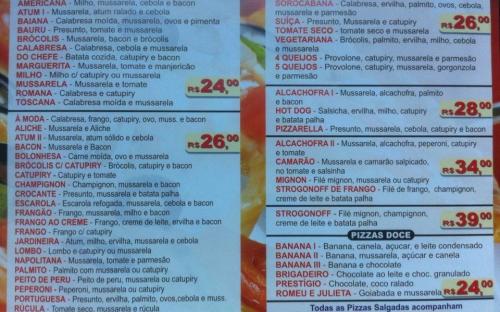 AMERICANA - Milho, mussarela, cebola e bacon
ATUM I - Mussarela, atum ralado e cebola
BAIANA - Calabresa moída, mussarela, ovos e pimenta
BAURU - Presunto, mussarela e tomate
BRÓCOLIS - Mussarela, bacon e brócolis
CALABRESA - Calabresa, cebola e mussarela
DO CHEFE - Batata cozida, catupiry e bacon
MARGUERITA - Mussarela, tomate e manjericão
MILHO - Milho c/ catupiry ou mussarela
MUSSARELA - Mussarela e tomate
ROMANA - Calabresa e catupiry
TOSCANA - Calabresa moída e mussarela
R$24,00
À MODA - Calabresa, frango, catupiry, ovo, muss. e bacon
ALICHE - Mussarela e Aliche
ATUM II - Mussarela, atum sólido e cebola
BACON - Mussarela e Bacon
BOLONHESA - Carne moída, ovo e mussarela
BRÓCOLIS C/ CATUPIRY - Brócolis, catupiry e bacon
CATUPIRY - Catupiry e tomate
CHAMPIGNON - Champignon, mussarela e bacon
CROCANTE - Presunto, mussarela e batata palha
ESCAROLA - Escarola refogada, mussarela, cebola e bacon
FRANGÃO - Frango, mussarela, milho e bacon
FRANGO AO CREME - Frango, creme de leite, ervilha e bacon
FRANGO - Frango c/ catupiry
JARDINEIRA - Atum, milho, ervilha, mussarela e cebola
LOMBO - Lombo e catupiry ou mussarela
NAPOLITANA - Mussarela, tomate e parmesão
PALMITO - Palmito com mussarela ou catupiry
PEITO DE PERU - Peito de peru, mussarela ou catupiry
PEPERONI - Peperoni, mussarela ou catupiry
PORTUGUESA - Presunto, ervilha, palmito, ovos, cebola e muss.
RÚCULA - Tomate seco, mussarela e rúcula
R$26,00
SOROCABANA - Calabresa, ervilha, palmito, ovos, cebola,
mussarela e parmesão
SUÍÇA - Presunto, Mussarela e catupiry
TOMATE SECO - tomate seco e mussarela
VEGETARIANA - Brócolis, palmito, ervilha, milho, cebola
e mussarela
4 QUEIJOS - Provolone, catupiry, mussarela e parmesão
5 QUEIJOS - Provolone, catupiry, mussarela, gorgonzola
e parmesão
R$26,00
ALCACHOFRA I - Mussarela, alcachofra, palmito
e bacon
HOT DOG - Salsicha, ervilha, milho, catupiry
e batata palha
PIZZARELLA - Presunto, mussarela, cebola, catupiry e bacon
R$28,00
ALCACHOFRA II - Mussarela, alcachofra, peperoni, catupiry
e tomate
CAMARÃO - Mussarela e camarão salpicado,
no tomate e salsinha
MIGNON - Filé mignon, mussarela ou catupiry
STROGONOFF DE FRANGO - Filé de frango, champignon,
creme de leite e batata palha
R$34,00
STROGONOFF - Filé mignon, champignon,
creme de leite e batata palha
R$39,00
PIZZAS DOCE
BANANA I - Banana, canela, açucar, e leite condensado
BANANA II - Banana, mussarela, açúcar e canela
BANANA III - Banana e chocolate
BRIGADEIRO - Chocolate ao leite e choc. granulado
PRESTÍGIO - Chocolate, coco ralado
ROMEU E JULIETA - Goiabada e mussarela
R$24,00
Todas as Pizzas Salgadas acompanham